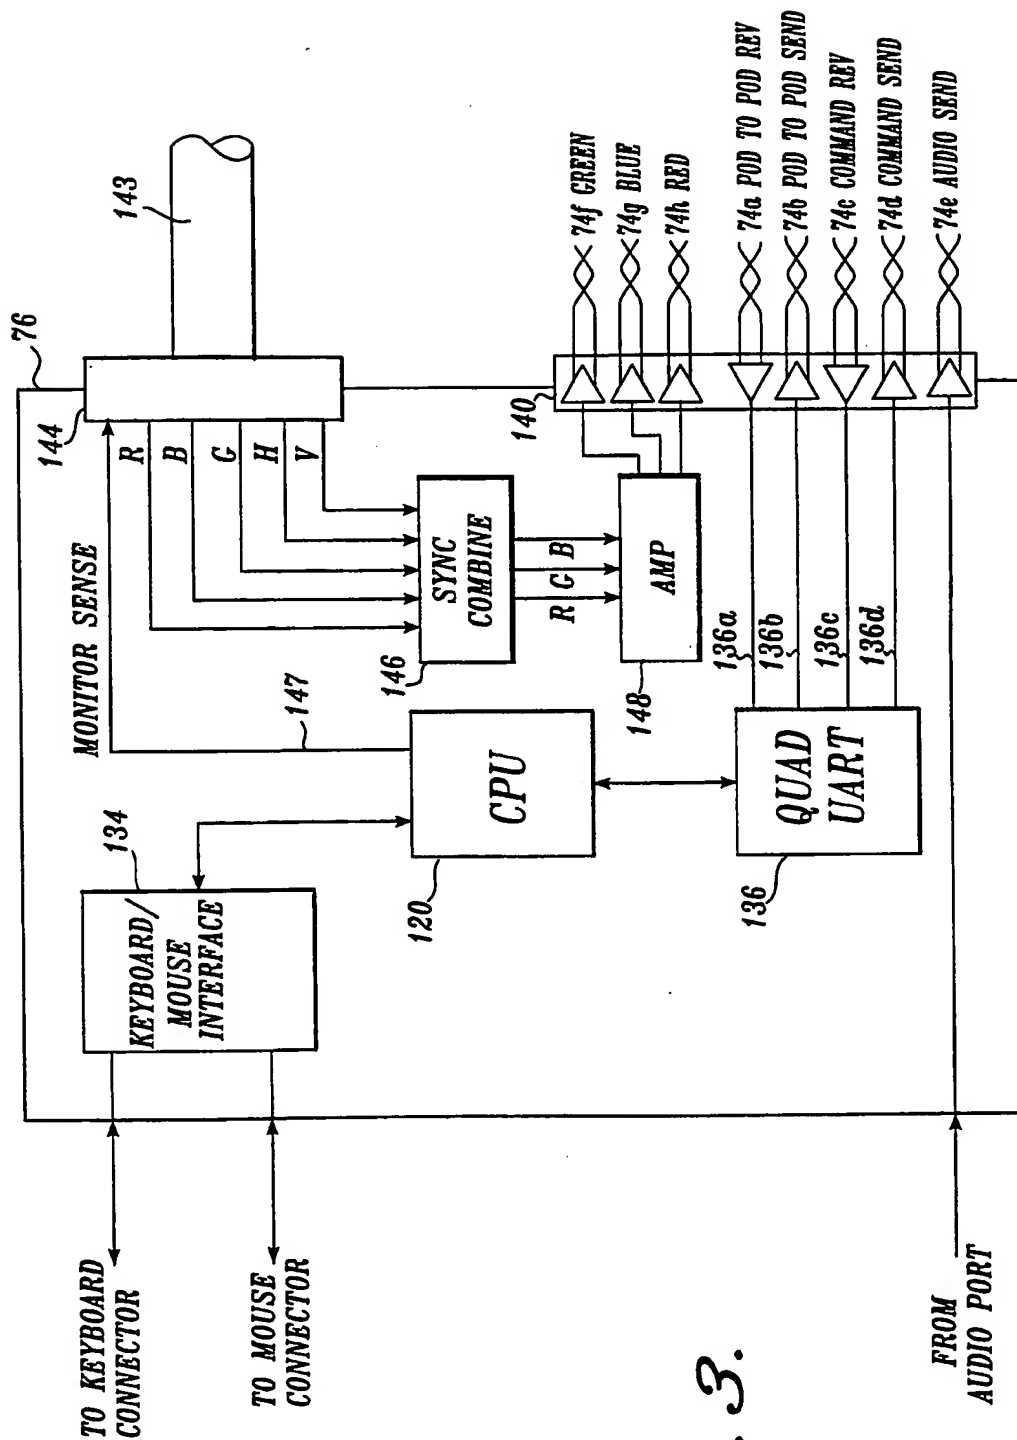 TO KEYBOARD
CONNECTOR
TO MOUSE
CONNECTOR
FROM
AUDIO PORT
KEYBOARD/
MOUSE
INTERFACE
134
MONITOR SENSE
147
CPU
120
QUAD
UART
136
136a
136b
136c
136d
144
76
143
R
B
G
H
V
SYNC
COMBINE
146
R
G
B
AMP
148
140
74f GREEN
74g BLUE
74h RED
74a POD TO POD REV
74b POD TO POD SEND
74c COMMAND REV
74d COMMAND SEND
74e AUDIO SEND
. 3.